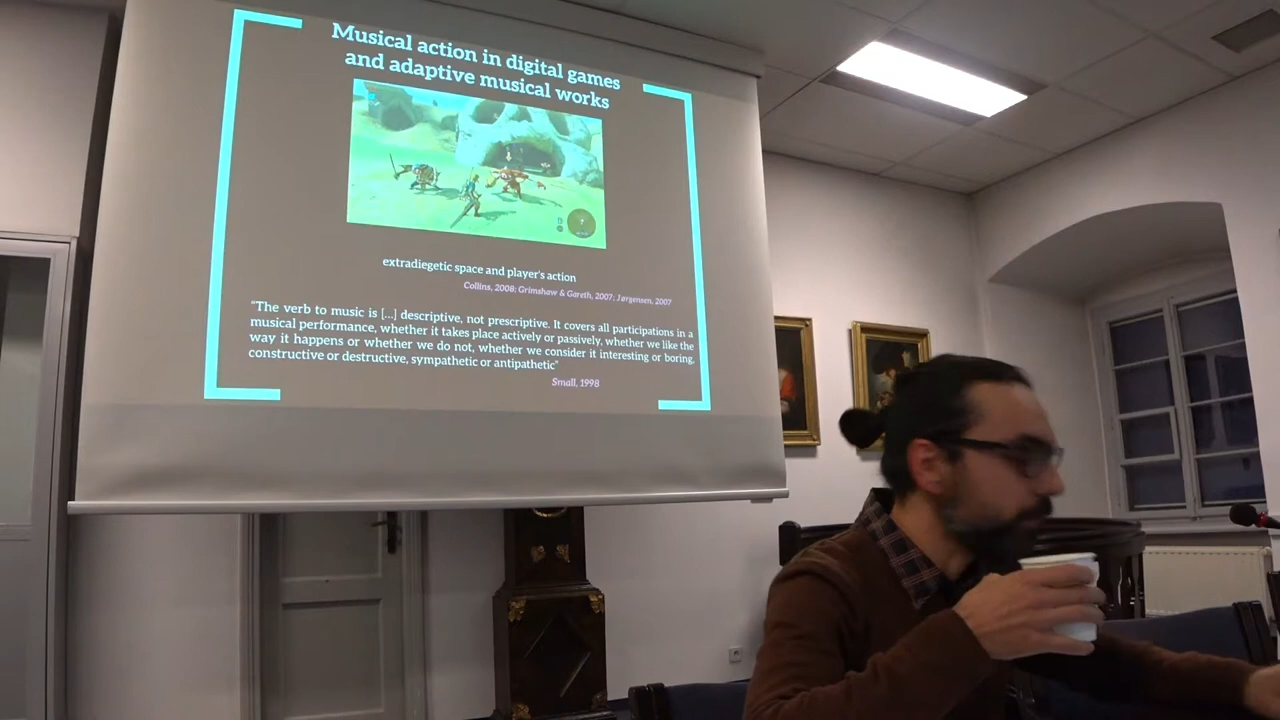 Musical action in digital games
and adaptive musical works
extradiegetic space and player's action
Collins, 2008; Grimshaw & Gareth, 2007; Jørgensen, 2007
"The verb to music is [...] descriptive, not prescriptive. It covers all participations in a
musical performance, whether it takes place actively or passively, whether we like the
way it happens or whether we do not, whether we consider it interesting or boring,
constructive or destructive, sympathetic or antipathetic"
Small, 1998